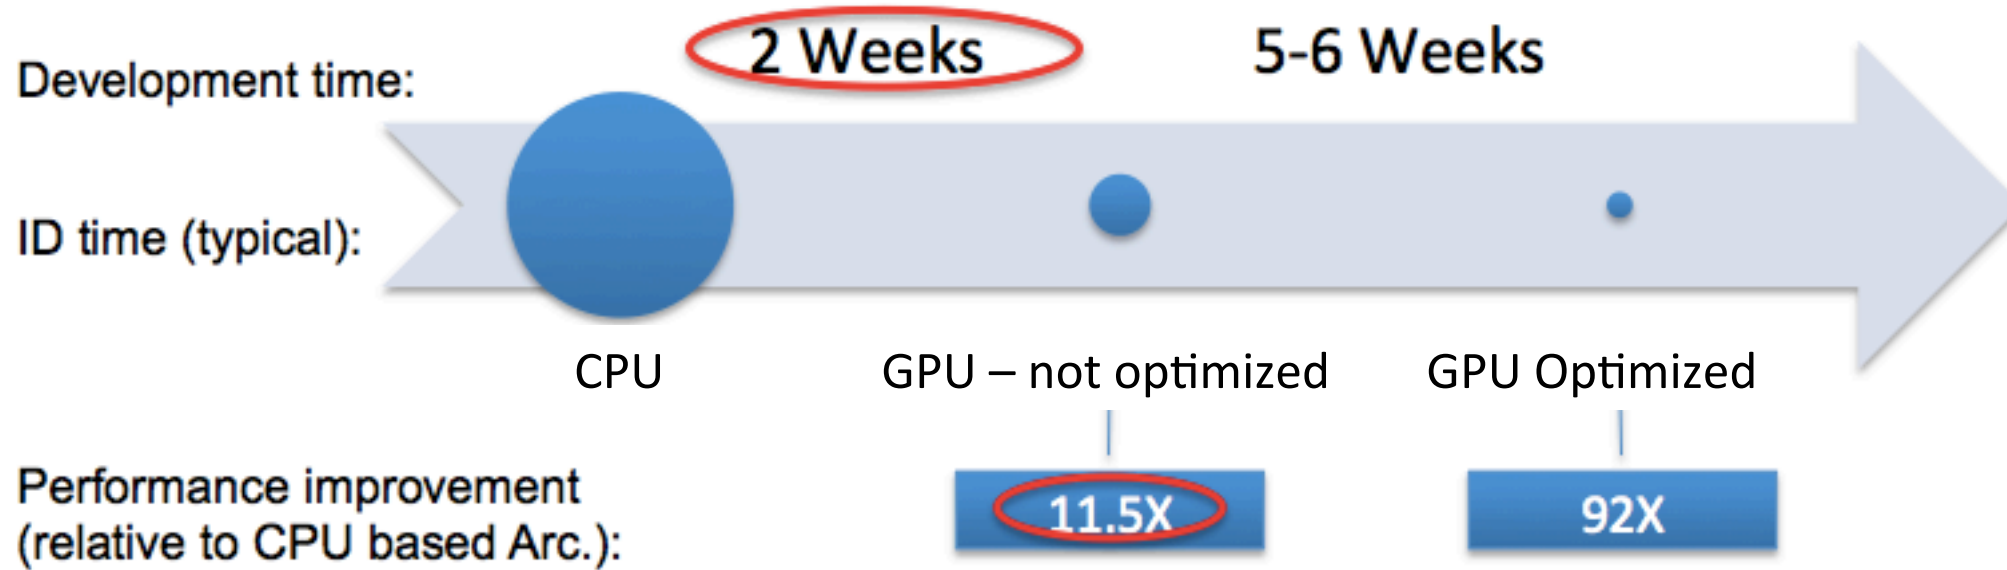 2 Weeks
5-6 Weeks
Development time:
ID time (typical):
CPU
GPU – not optimized
GPU Optimized
Performance improvement
(relative to CPU based Arc.):
11.5X
92X